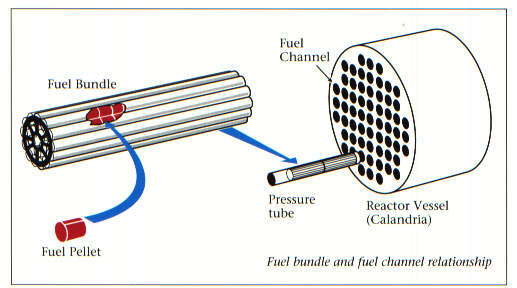 Fuel
Channel
Fuel Bundle
Pressure
tube
Reactor Vessel
(Calandria)
Fuel Pellet
Fuel bundle and fuel channel relationship